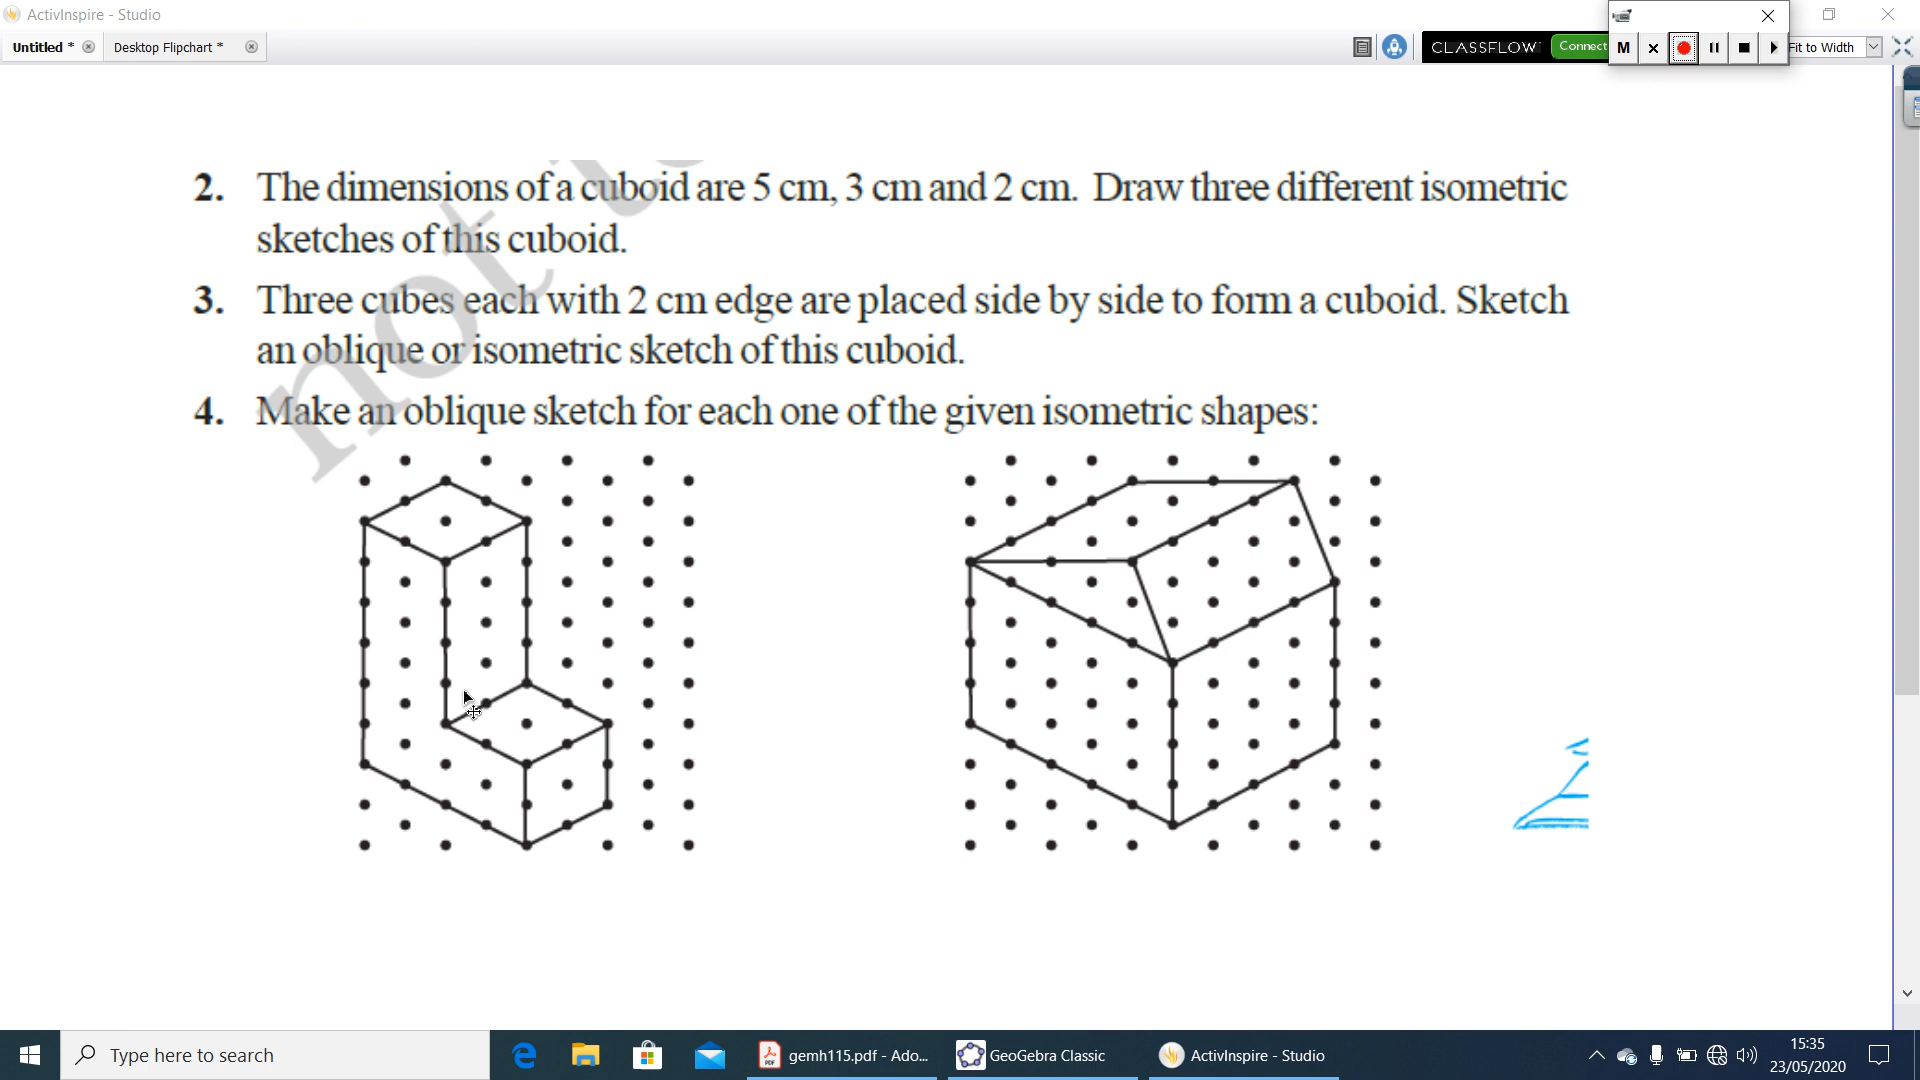 ActivInspire - Studio
Untitled *
Desktop Flipchart *
CLASSFLOW
Connect
M
Fit to Width
not
2. The dimensions of a cuboid are 5 cm, 3 cm and 2 cm. Draw three different isometric
sketches of this cuboid.
3. Three cubes each with 2 cm edge are placed side by side to form a cuboid. Sketch
an oblique or isometric sketch of this cuboid.
4. Make an oblique sketch for each one of the given isometric shapes:
Type here to search
gemh115.pdf - Ado...
GeoGebra Classic
ActivInspire - Studio
15:35
23/05/2020